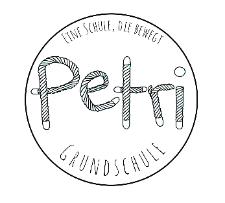 EINE SCHULE, DIE BEWEGT
Petri
GRUNDSCHULE